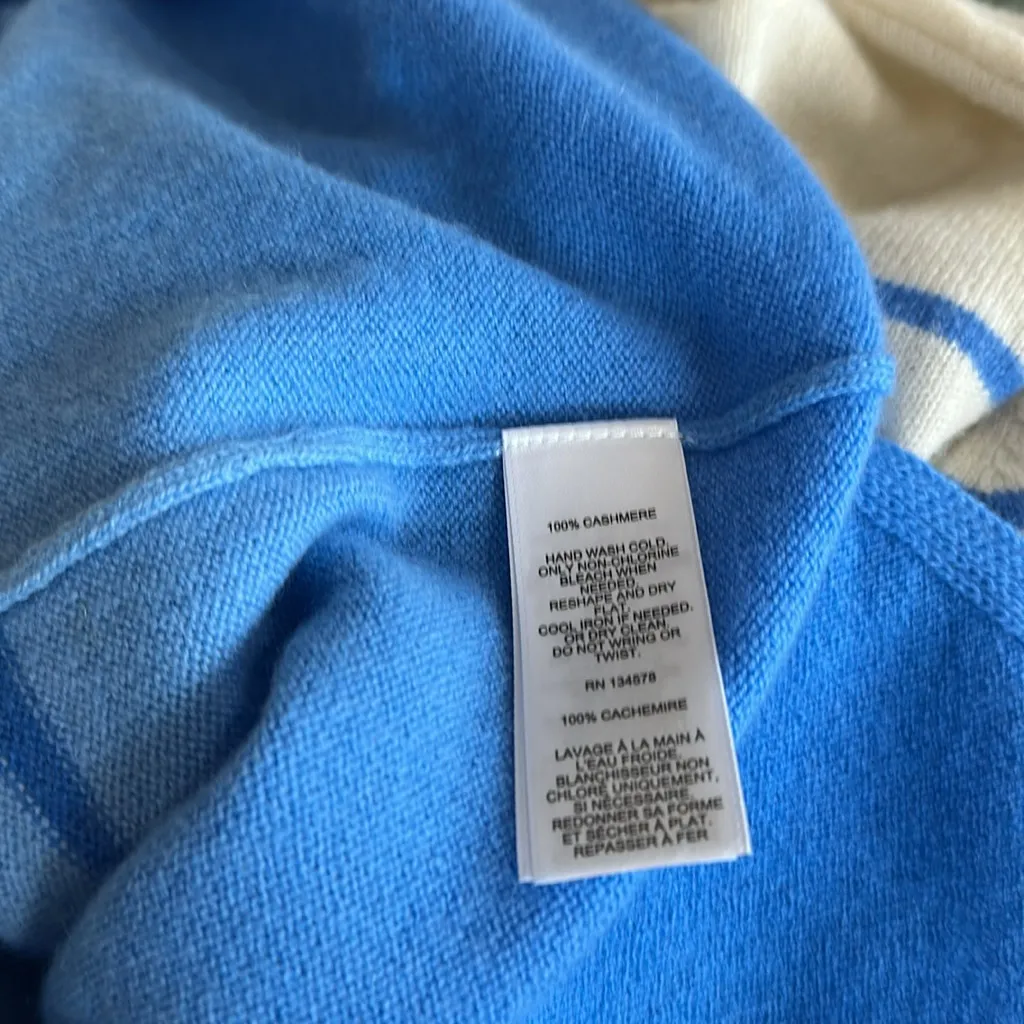 100% CASHMERE
HAND WASH COLD.
ONLY NON-CHLORINE
BLEACH WHEN
NEEDED.
RESHAPE AND DRY
FLAT.
COOL IRON IF NEEDED.
OR DRY CLEAN.
DO NOT WRING OR
TWIST.
RN 134578
100% CACHEMIRE
LAVAGE À LA MAIN À
L'EAU FROIDE.
BLANCHISSEUR NON
CHLORÉ UNIQUEMENT,
SI NÉCESSAIRE.
REDONNER SA FORME
ET SÉCHER À PLAT.
REPASSER À FER